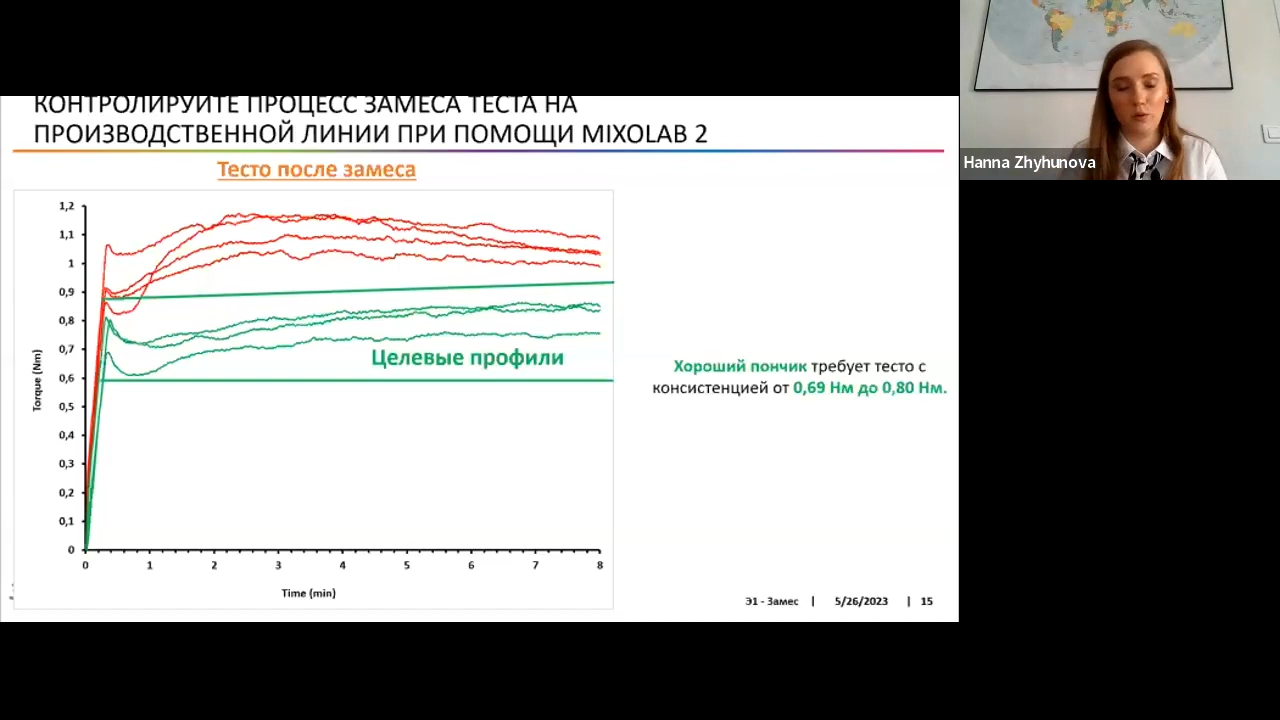 КОНТРОЛИРУЙТЕ ПРОЦЕСС ЗАМЕСА ТЕСТА НА
ПРОИЗВОДСТВЕННОЙ ЛИНИИ ПРИ ПОМОЩИ MIXOLAB 2
Тесто после замеса
1,2
1,1
1
0,9
0,8
0,7
0,6
0,5
0,4
0,3
0,2
0,1
0
Torque (Nm)
Целевые профили
0 1 2 3 4 5 6 7 8
Time (min)
Хороший пончик требует тесто с
консистенцией от 0,69 Нм до 0,80 Нм.
Э1 - Замес | 5/26/2023 | 15
Hanna Zhyhunova